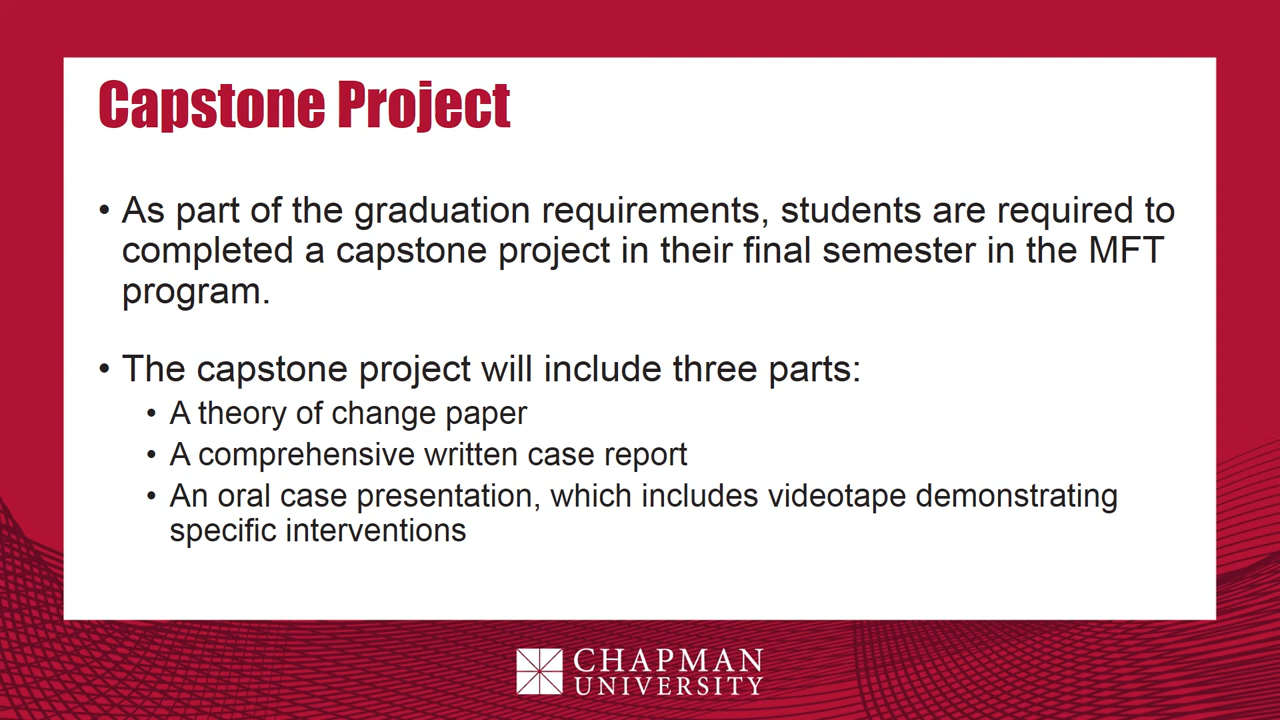 Capstone Project
• As part of the graduation requirements, students are required to
completed a capstone project in their final semester in the MFT
program.
• The capstone project will include three parts:
• A theory of change paper
• A comprehensive written case report
• An oral case presentation, which includes videotape demonstrating
specific interventions
CHAPMAN
UNIVERSITY